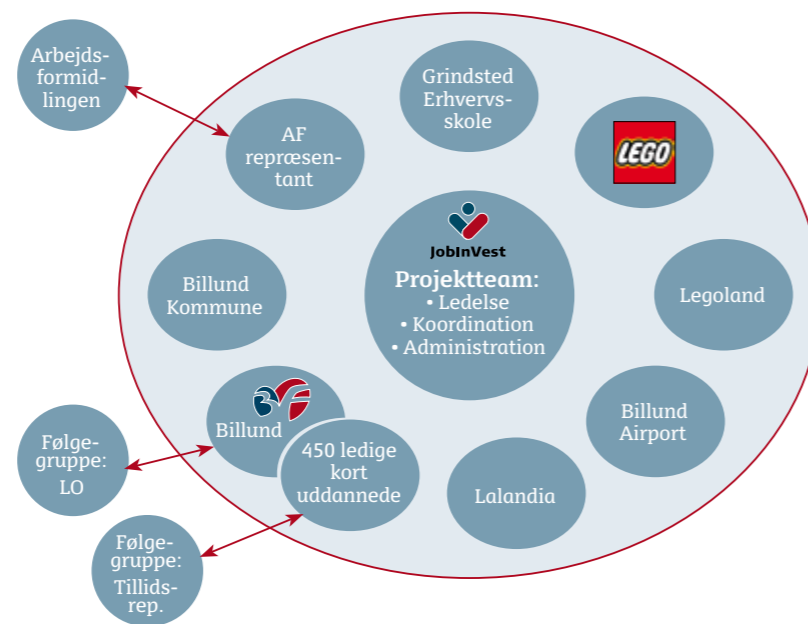 Arbejds-
formid-
lingen
Grindsted
Erhvervs-
skole
AF
repræsen-
tant
LEGO
JobInVest
Projektteam:
• Ledelse
• Koordination
• Administration
Billund
Kommune
Legoland
3F
Billund
Billund
Airport
Følge-
gruppe:
LO
450 ledige
kort
uddannede
Lalandia
Følge-
gruppe:
Tillids-
rep.